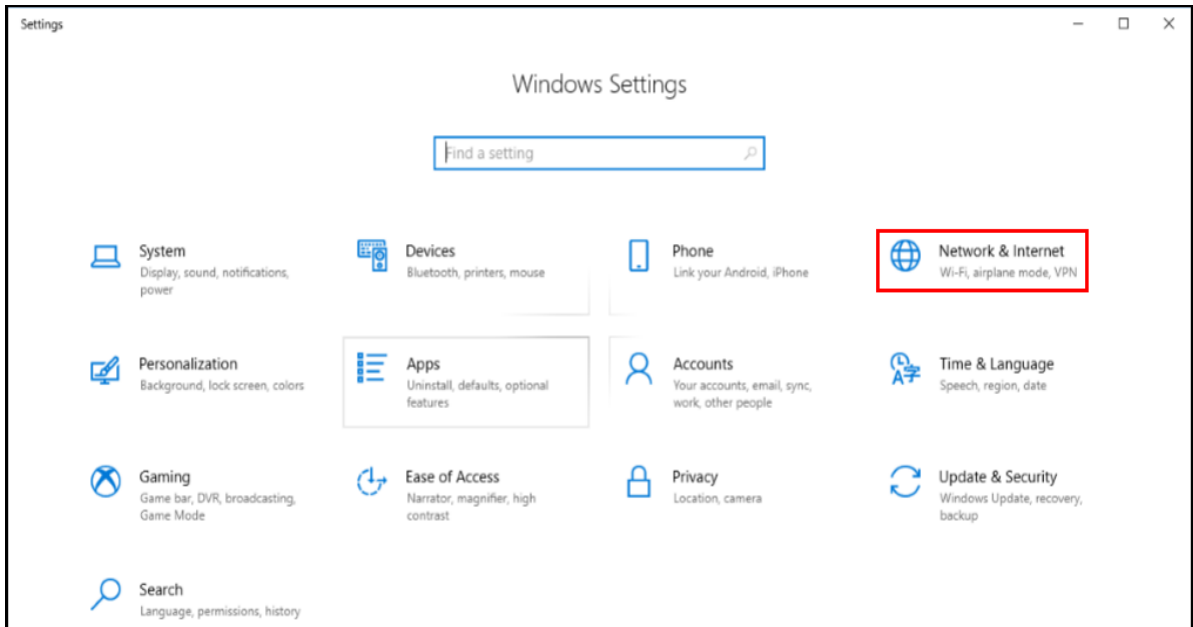 Settings
Windows Settings
Find a setting
System
Display, sound, notifications,
power
Devices
Bluetooth, printers, mouse
Phone
Link your Android, iPhone
Network & Internet
Wi-Fi, airplane mode, VPN
Personalization
Background, lock screen, colors
Apps
Uninstall, defaults, optional
features
Accounts
Your accounts, email, sync,
work, other people
Time & Language
Speech, region, date
Gaming
Game bar, DVR, broadcasting,
Game Mode
Ease of Access
Narrator, magnifier, high
contrast
Privacy
Location, camera
Update & Security
Windows Update, recovery,
backup
Search
Language, permissions, history